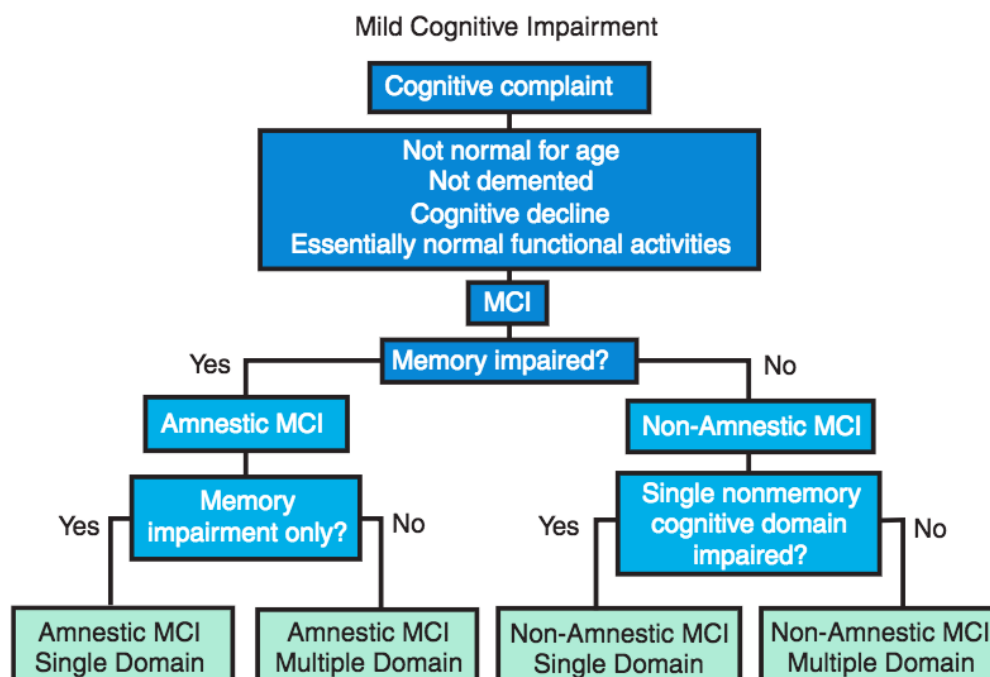 Mild Cognitive Impairment
Cognitive complaint
Not normal for age
Not demented
Cognitive decline
Essentially normal functional activities
MCI
Yes
Memory impaired?
No
Amnestic MCI
Non-Amnestic MCI
Yes
Memory
impairment only?
No
Yes
Single nonmemory
cognitive domain
impaired?
No
Amnestic MCI
Single Domain
Amnestic MCI
Multiple Domain
Non-Amnestic MCI
Single Domain
Non-Amnestic MCI
Multiple Domain